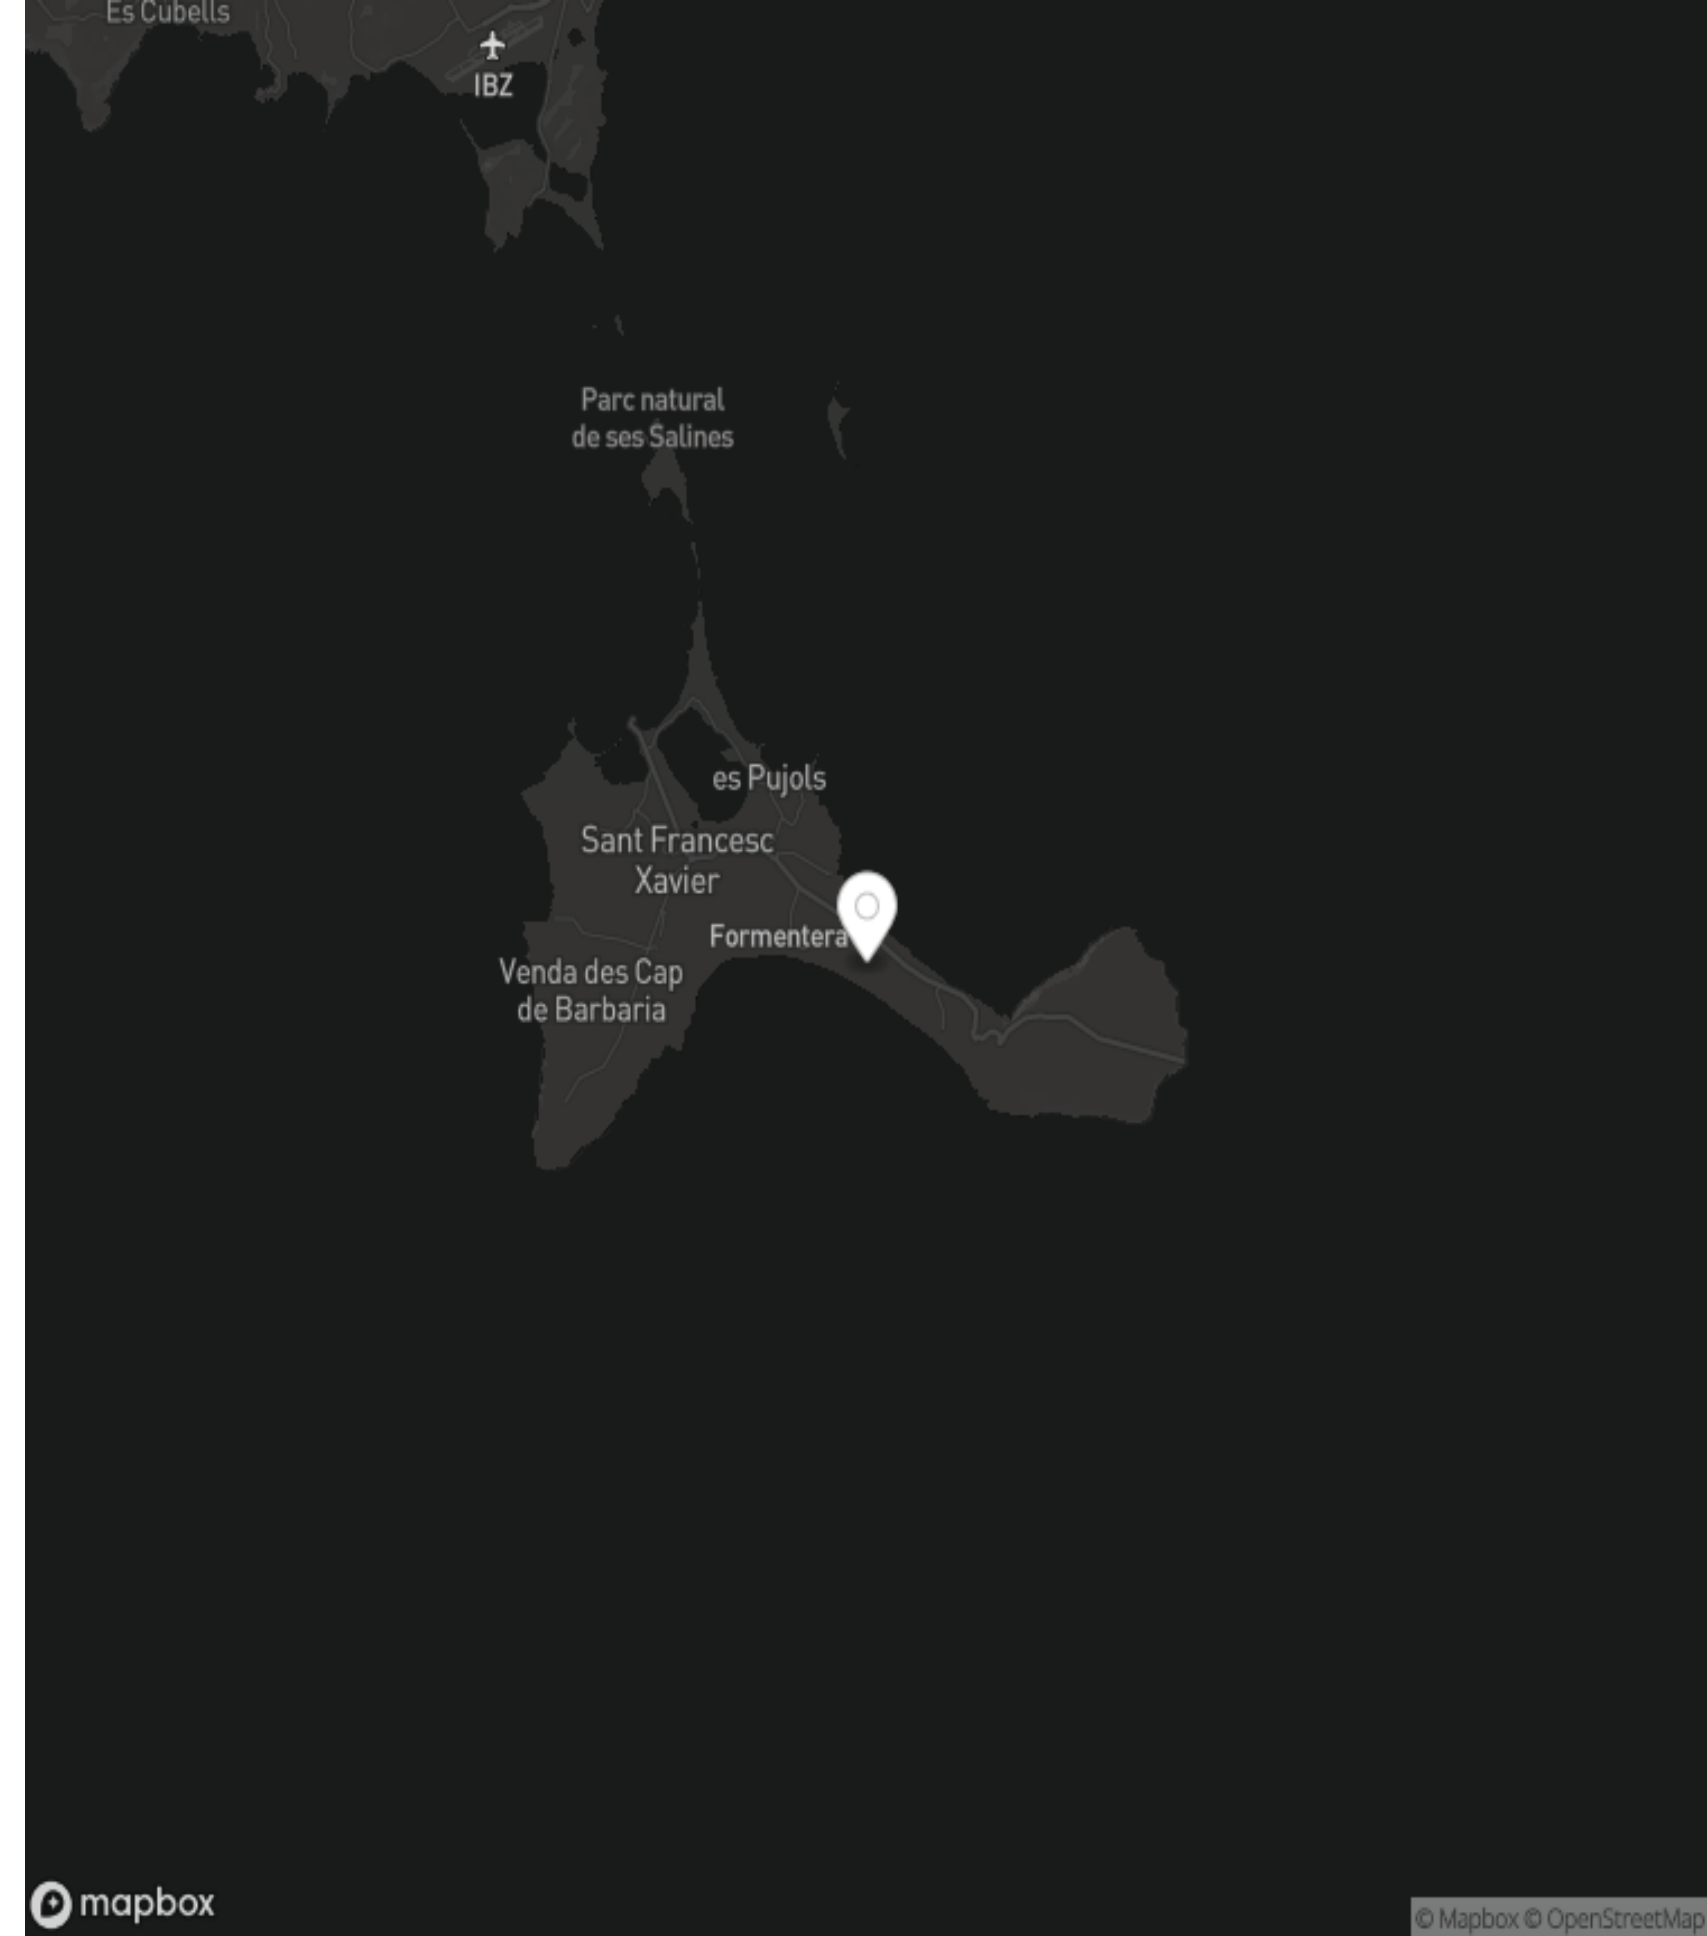 Es Cubells
IBZ
Parc natural
de ses Salines
es Pujols
Sant Francesc
Xavier
Formentera
Venda des Cap
de Barbaria
mapbox
© Mapbox © OpenStreetMap